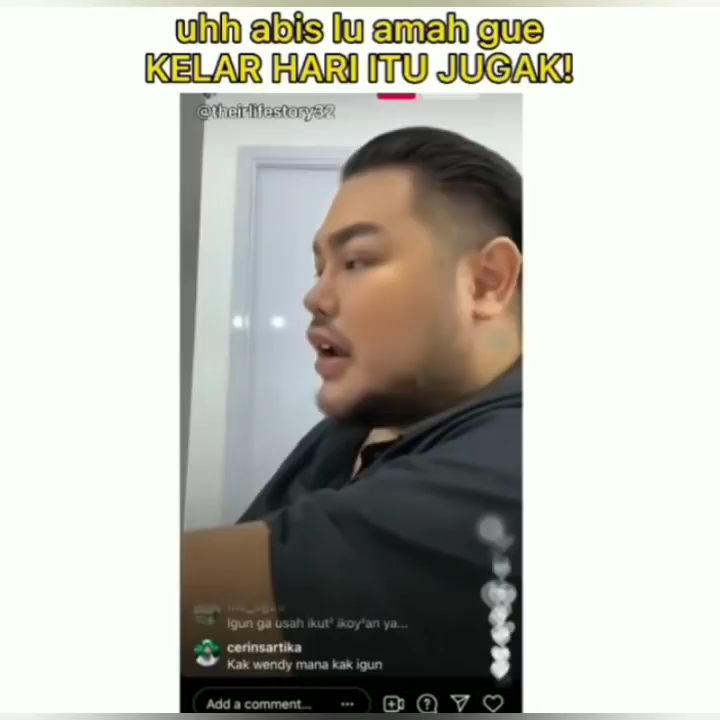 uhh abis lu amah gue
KELAR HARI ITU JUGAK!
@theirlifestory32
Igun ga usah ikut² ikoy²an ya...
cerinsartika
Kak wendy mana kak igun
Add a comment...